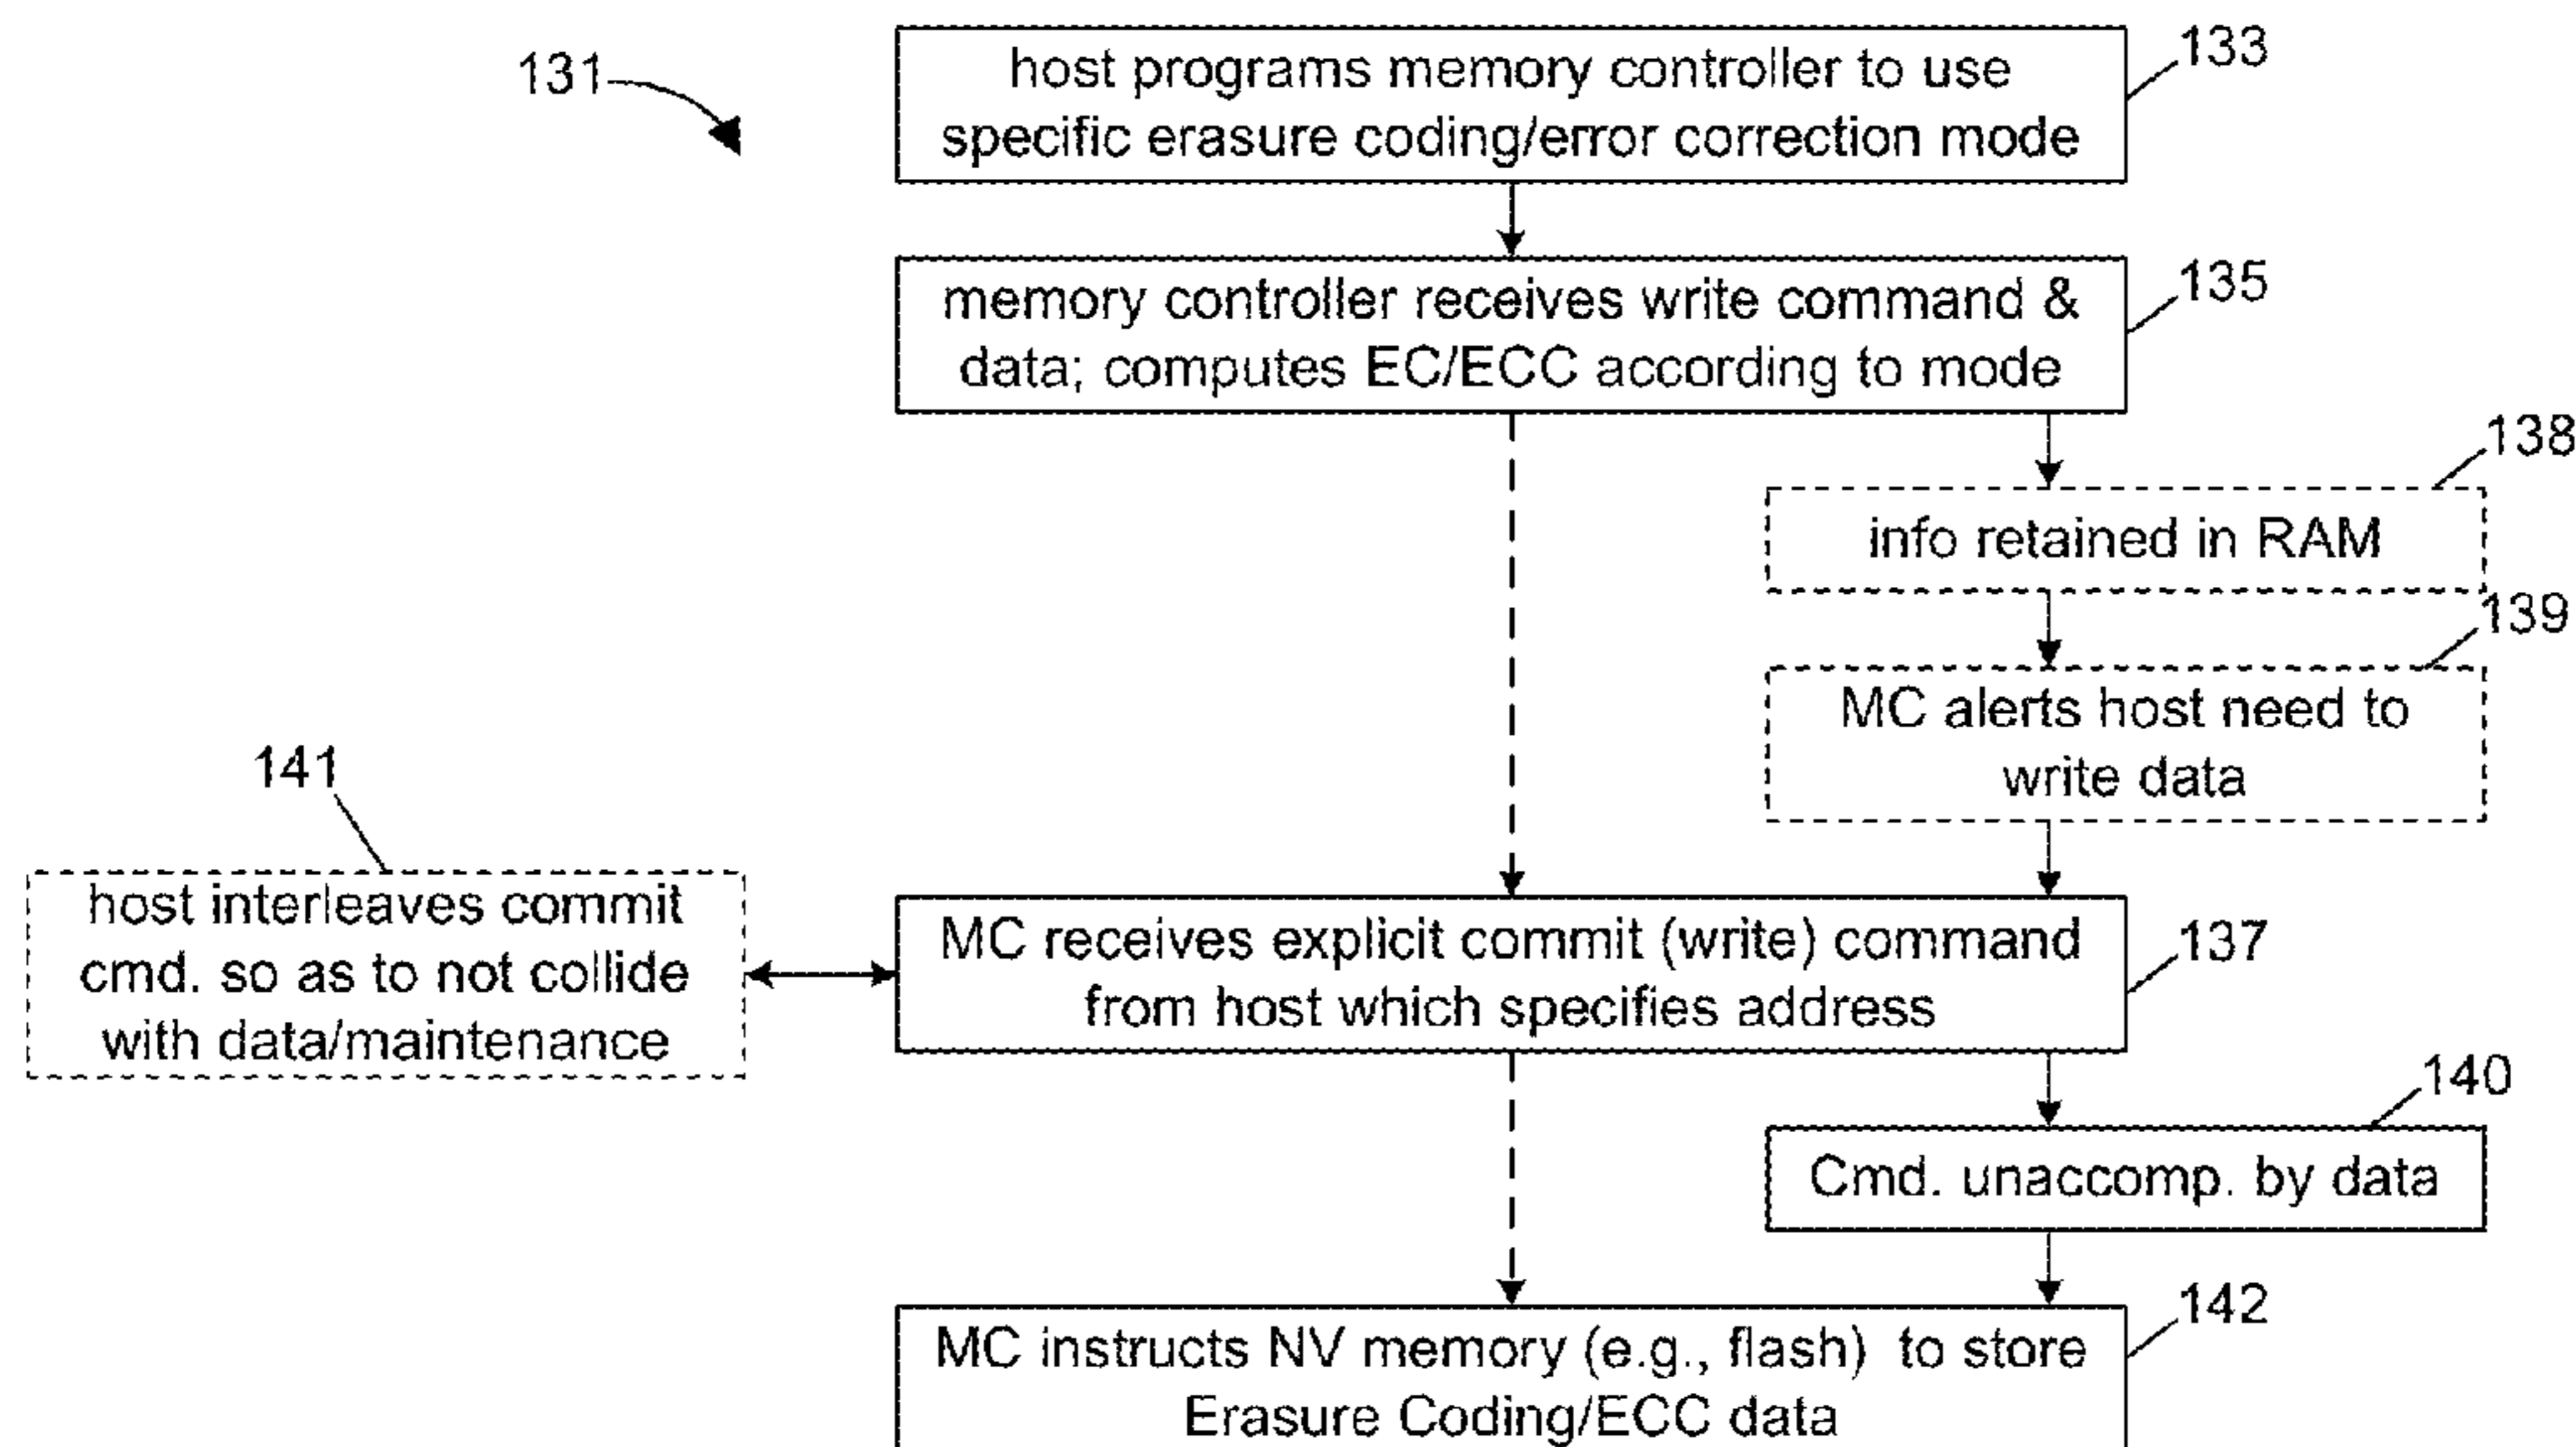 131
host programs memory controller to use
specific erasure coding/error correction mode
133
memory controller receives write command &
data; computes EC/ECC according to mode
135
138
info retained in RAM
139
MC alerts host need to
write data
141
host interleaves commit
cmd. so as to not collide
with data/maintenance
MC receives explicit commit (write) command
from host which specifies address
137
140
Cmd. unaccomp. by data
142
MC instructs NV memory (e.g., flash) to store
Erasure Coding/ECC data